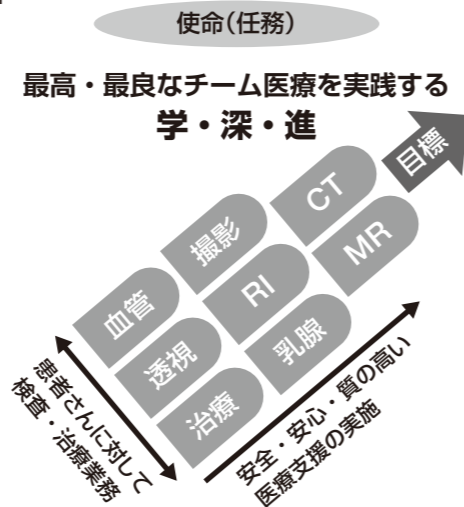 使命（任務）
最高・最良なチーム医療を実践する
学・深・進
目標
CT
撮影
MR
RI
血管
乳腺
透視
治療
患者さんに対して
検査・治療業務
安全・安心・質の高い
医療支援の実施